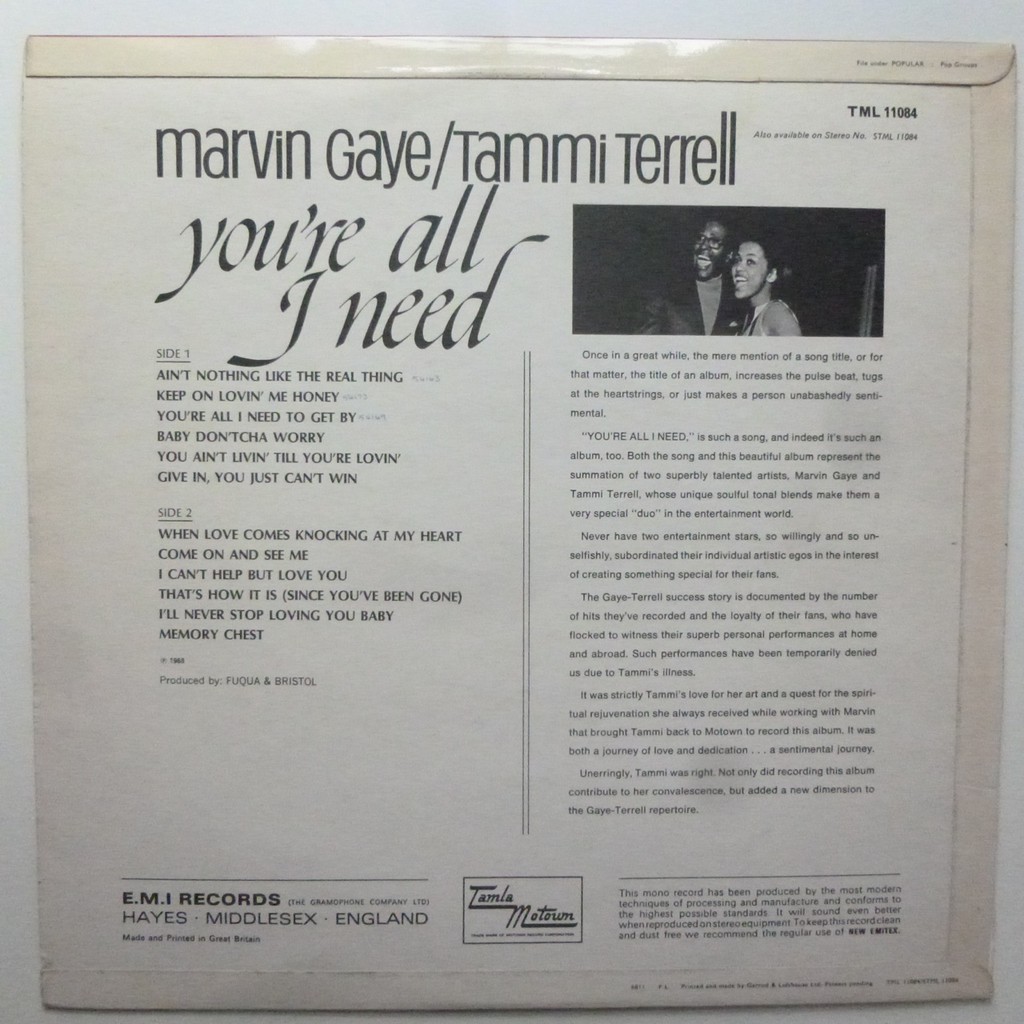 File under POPULAR : Pop Groups
TML 11084
Also available on Stereo No. STML 11084
marvin Gaye/Tammi Terrell
you're all
I need
SIDE 1
AIN'T NOTHING LIKE THE REAL THING
KEEP ON LOVIN' ME HONEY
YOU'RE ALL I NEED TO GET BY
BABY DON'TCHA WORRY
YOU AIN'T LIVIN' TILL YOU'RE LOVIN'
GIVE IN, YOU JUST CAN'T WIN
SIDE 2
WHEN LOVE COMES KNOCKING AT MY HEART
COME ON AND SEE ME
I CAN'T HELP BUT LOVE YOU
THAT'S HOW IT IS (SINCE YOU'VE BEEN GONE)
I'LL NEVER STOP LOVING YOU BABY
MEMORY CHEST
℗ 1968
Produced by: FUQUA & BRISTOL
Once in a great while, the mere mention of a song title, or for
that matter, the title of an album, increases the pulse beat, tugs
at the heartstrings, or just makes a person unabashedly senti-
mental.
"YOU'RE ALL I NEED," is such a song, and indeed it's such an
album, too. Both the song and this beautiful album represent the
summation of two superbly talented artists, Marvin Gaye and
Tammi Terrell, whose unique soulful tonal blends make them a
very special "duo" in the entertainment world.
Never have two entertainment stars, so willingly and so un-
selfishly, subordinated their individual artistic egos in the interest
of creating something special for their fans.
The Gaye-Terrell success story is documented by the number
of hits they've recorded and the loyalty of their fans, who have
flocked to witness their superb personal performances at home
and abroad. Such performances have been temporarily denied
us due to Tammi's illness.
It was strictly Tammi's love for her art and a quest for the spiri-
tual rejuvenation she always received while working with Marvin
that brought Tammi back to Motown to record this album. It was
both a journey of love and dedication . . . a sentimental journey.
Unerringly, Tammi was right. Not only did recording this album
contribute to her convalescence, but added a new dimension to
the Gaye-Terrell repertoire.
E.M.I RECORDS (THE GRAMOPHONE COMPANY LTD)
HAYES · MIDDLESEX · ENGLAND
Made and Printed in Great Britain
Tamla
Motown
This mono record has been produced by the most modern
techniques of processing and manufacture and conforms to
the highest possible standards. It will sound even better
when reproduced on stereo equipment. To keep this record clean
and dust free we recommend the regular use of NEW EMITEX.
Printed and made by Garrod & Lofthouse Ltd. Patents pending